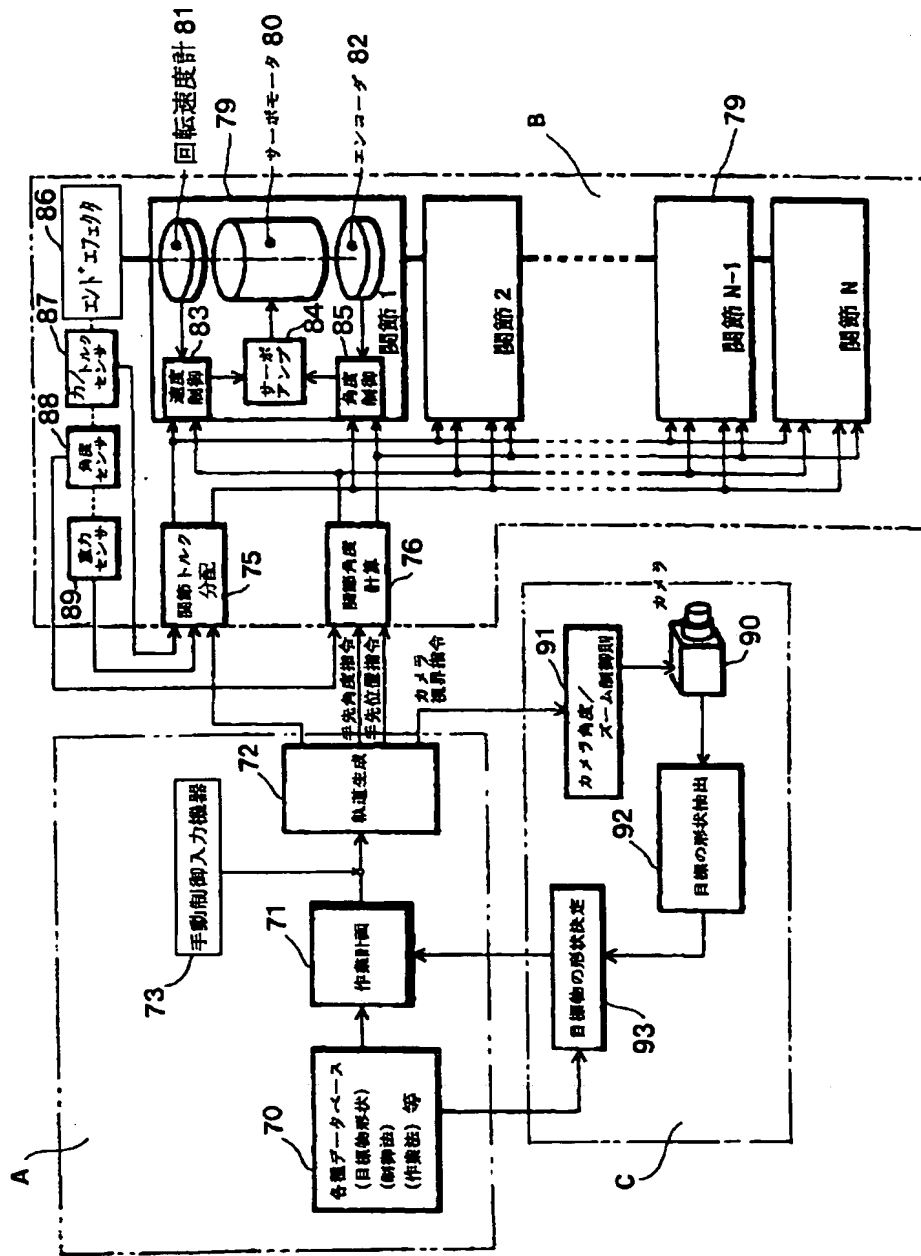 A
70
各種データベース
(目標物形状)
(制御法)
(作業法) 等
71
作業計画
72
軌道生成
73
手動制御入力機器
手先角度指令
手先位置指令
カメラ
視界指令
75
関節トルク
分配
76
関節角度
計算
89
重力
センサ
88
角度
センサ
87
力/トルク
センサ
86
エンドエフェクタ
回転速度計 81
サーボモータ 80
エンコーダ 82
79
83
速度
制御
84
サーボ
アンプ
85
角度
制御
関節 1
関節 2
B
79
関節 N-1
関節 N
C
91
カメラ角度/
ズーム制御則
カメラ
90
92
目標の形状抽出
93
目標物の形状決定